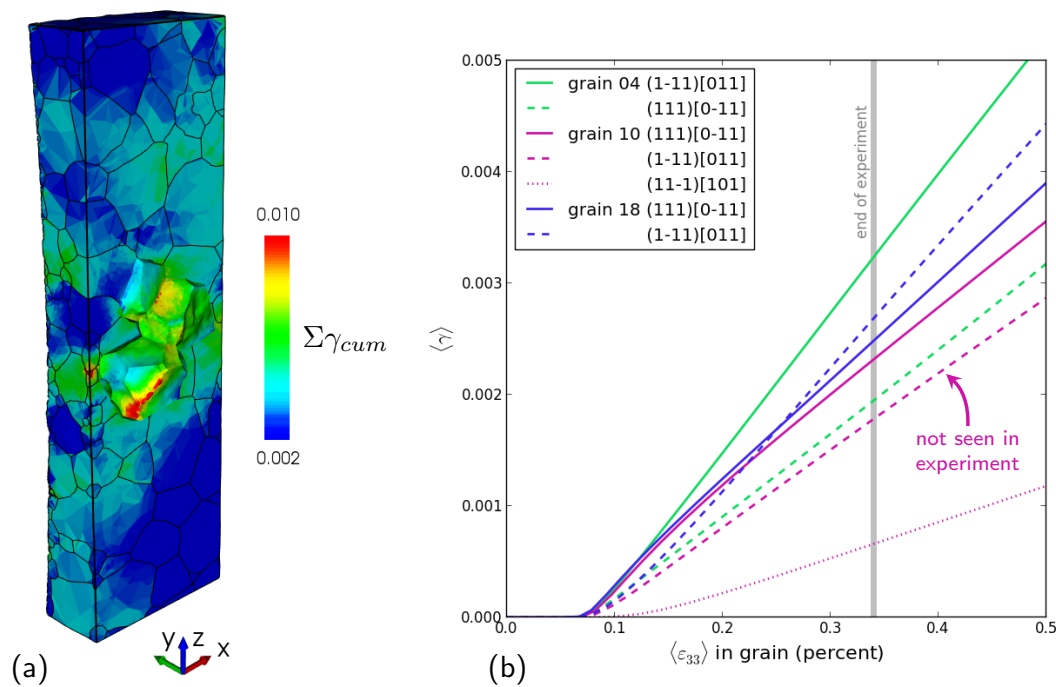 0.010
Σγcum
0.002
y z x
(a)
0.005
0.004
0.003
0.002
0.001
0.000
⟨γ⟩
grain 04 (1-11)[011]
(111)[0-11]
grain 10 (111)[0-11]
(1-11)[011]
(11-1)[101]
grain 18 (111)[0-11]
(1-11)[011]
end of experiment
not seen in
experiment
0.0 0.1 0.2 0.3 0.4 0.5
⟨ε33⟩ in grain (percent)
(b)